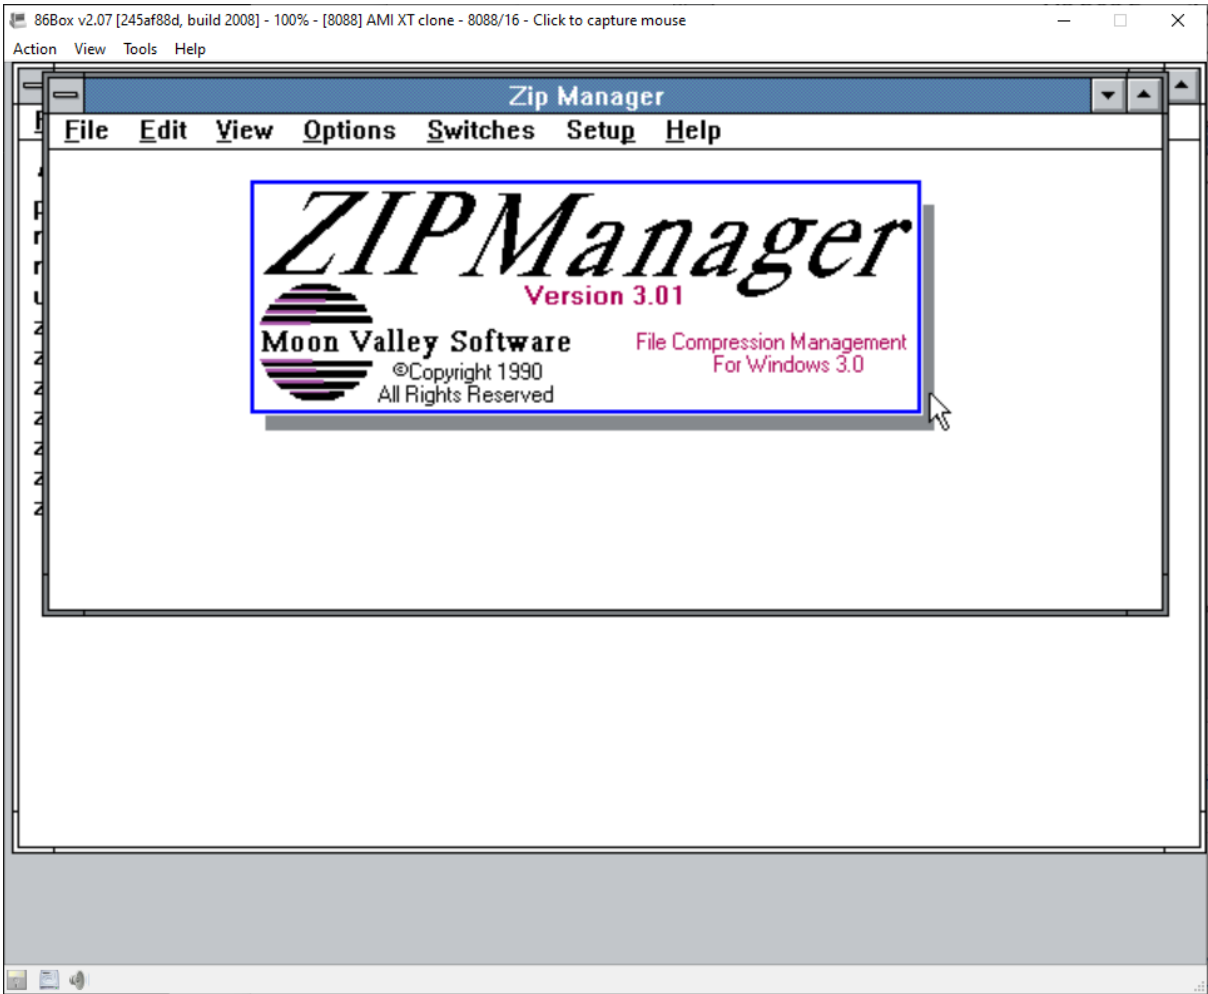 86Box v2.07 [245af88d, build 2008] - 100% - [8088] AMI XT clone - 8088/16 - Click to capture mouse
Action View Tools Help
Zip Manager
File Edit View Options Switches Setup Help
ZIPManager
Version 3.01
Moon Valley Software
©Copyright 1990
All Rights Reserved
File Compression Management
For Windows 3.0